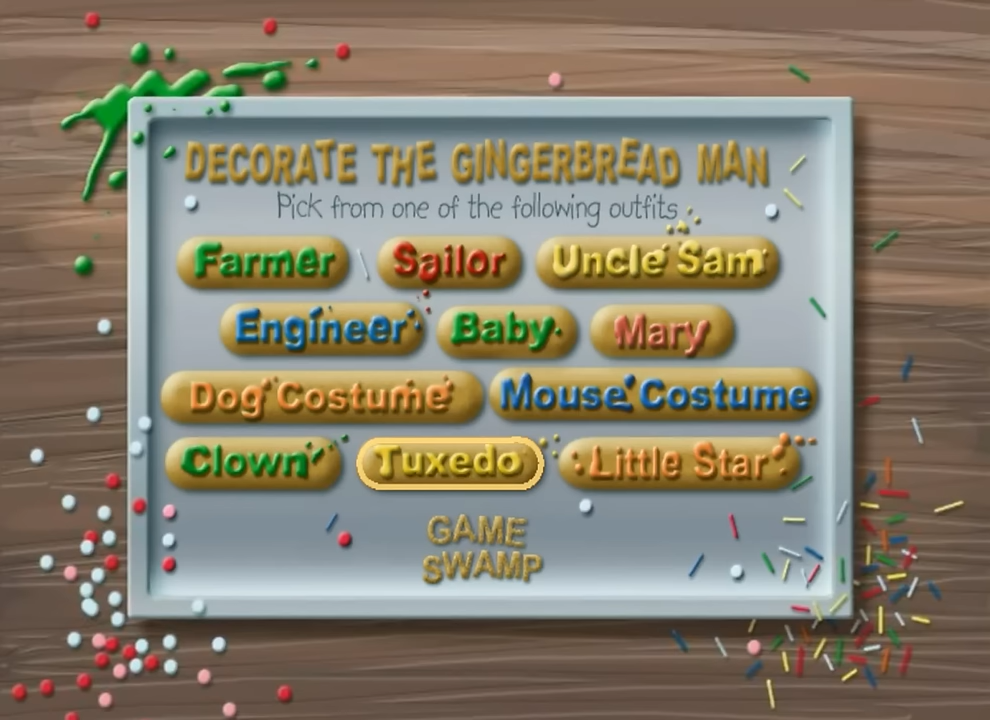 DECORATE THE GINGERBREAD MAN
Pick from one of the following outfits
Farmer Sailor Uncle Sam
Engineer Baby Mary
Dog Costume Mouse Costume
Clown Tuxedo Little Star
GAME
SWAMP